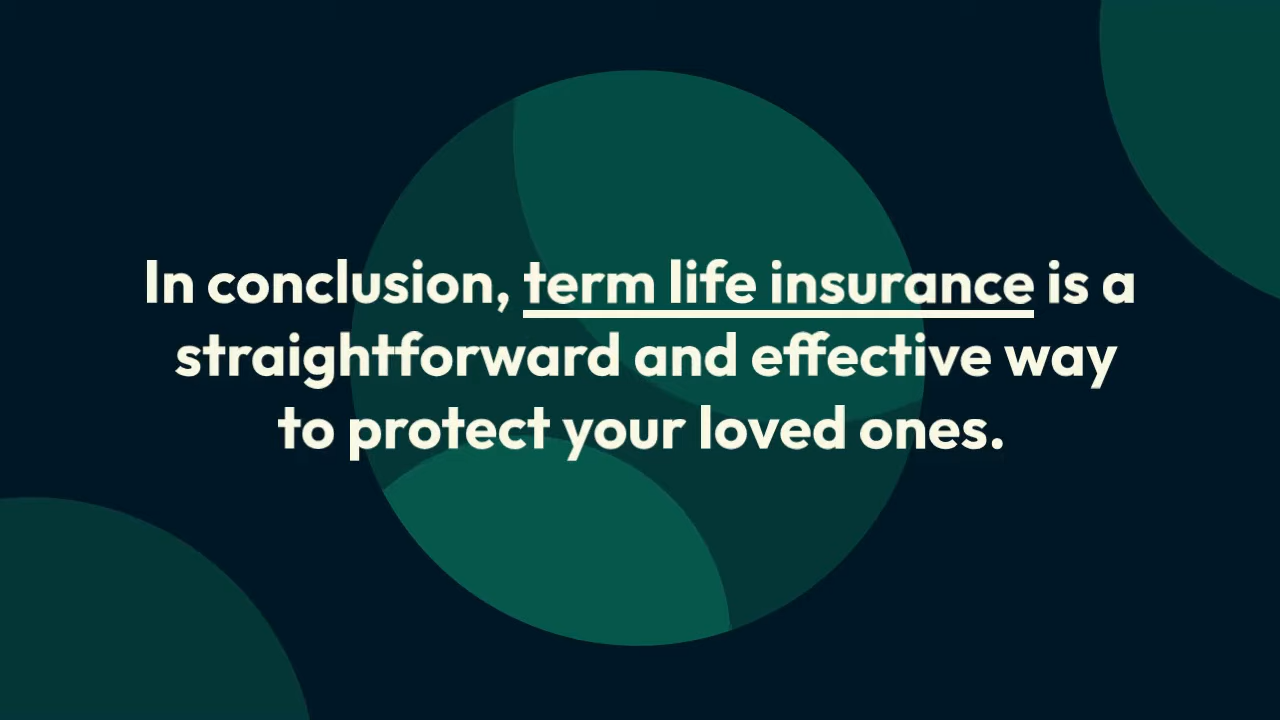 In conclusion, term life insurance is a
straightforward and effective way
to protect your loved ones.